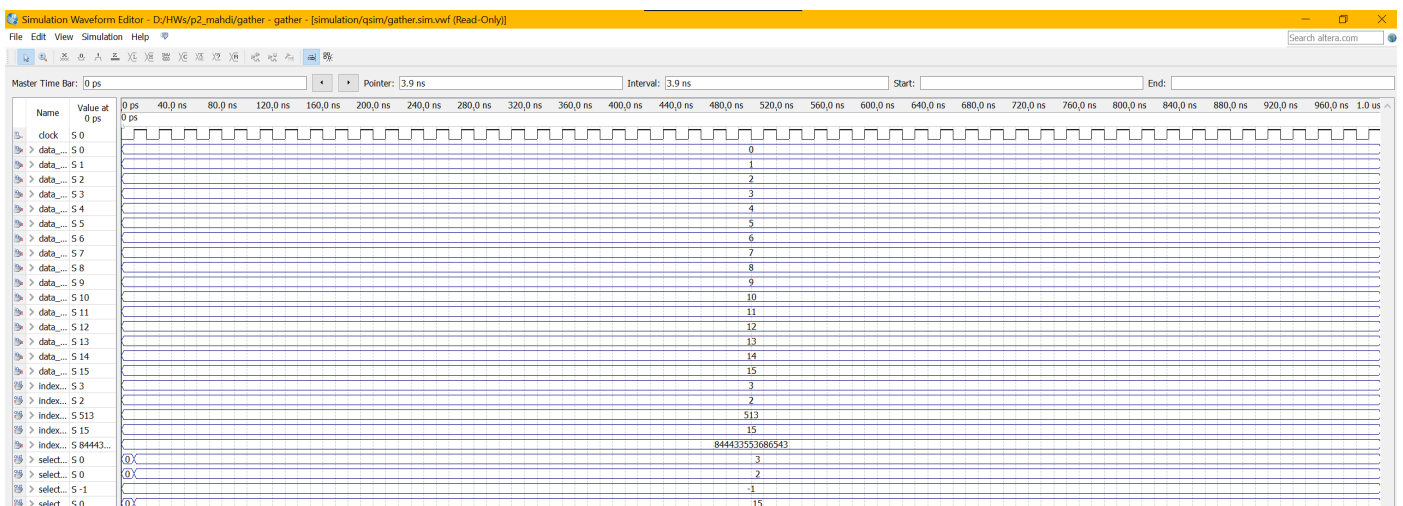 Simulation Waveform Editor - D:/HWs/p2_mahdi/gather - gather - [simulation/qsim/gather.sim.vwf (Read-Only)]
File Edit View Simulation Help
Search altera.com
Master Time Bar: 0 ps Pointer: 3.9 ns Interval: 3.9 ns Start: End:
Name Value at 0 ps
0 ps 40.0 ns 80.0 ns 120.0 ns 160.0 ns 200.0 ns 240.0 ns 280.0 ns 320.0 ns 360.0 ns 400.0 ns 440.0 ns 480.0 ns 520.0 ns 560.0 ns 600.0 ns 640.0 ns 680.0 ns 720.0 ns 760.0 ns 800.0 ns 840.0 ns 880.0 ns 920.0 ns 960.0 ns 1.0 us
0 ps
clock S 0
> data_... S 0 0
> data_... S 1 1
> data_... S 2 2
> data_... S 3 3
> data_... S 4 4
> data_... S 5 5
> data_... S 6 6
> data_... S 7 7
> data_... S 8 8
> data_... S 9 9
> data_... S 10 10
> data_... S 11 11
> data_... S 12 12
> data_... S 13 13
> data_... S 14 14
> data_... S 15 15
> index... S 3 3
> index... S 2 2
> index... S 513 513
> index... S 15 15
> index... S 84443... 844433553686543
> select... S 0 0 3
> select... S 0 0 2
> select... S -1 -1
> select... S 0 0 15